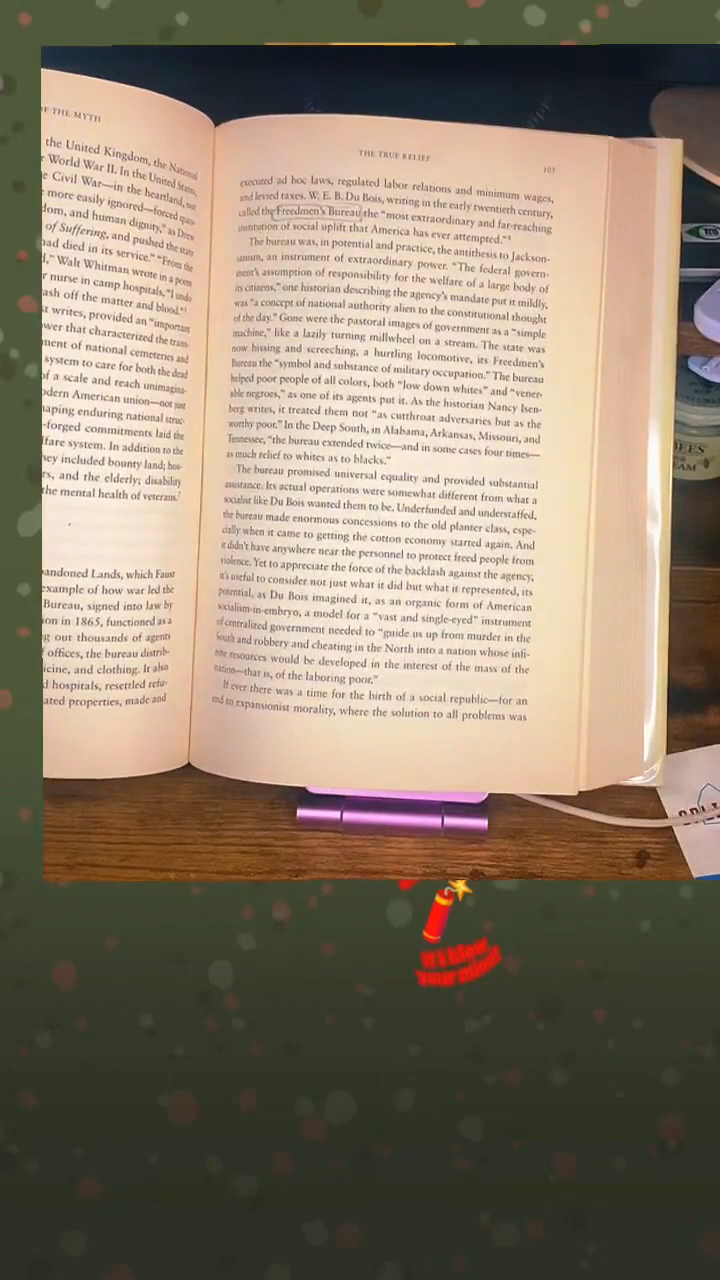 OF THE MYTH
the United Kingdom, the National
World War II. In the United States,
e Civil War—in the heartland, not
more easily ignored—forced ques-
dom, and human dignity," as Drew
of Suffering, and pushed the state
had died in its service." "From the
," Walt Whitman wrote in a poem
r nurse in camp hospitals, "I undo
ash off the matter and blood."
st writes, provided an "important
wer that characterized the trans-
ment of national cemeteries and
system to care for both the dead
of a scale and reach unimagina-
odern American union—not just
aping enduring national struc-
-forged commitments laid the
lfare system. In addition to the
hey included bounty land; hos-
rs, and the elderly; disability
the mental health of veterans.7
andoned Lands, which Faust
example of how war led the
Bureau, signed into law by
ion in 1865, functioned as a
g out thousands of agents
offices, the bureau distrib-
icine, and clothing. It also
d hospitals, resettled refu-
ated properties, made and
THE TRUE RELIEF
103
executed ad hoc laws, regulated labor relations and minimum wages,
and levied taxes. W. E. B. Du Bois, writing in the early twentieth century,
called the Freedmen's Bureau the "most extraordinary and far-reaching
institution of social uplift that America has ever attempted."8
The bureau was, in potential and practice, the antithesis to Jackson-
ianism, an instrument of extraordinary power. "The federal govern-
ment's assumption of responsibility for the welfare of a large body of
its citizens," one historian describing the agency's mandate put it mildly,
was "a concept of national authority alien to the constitutional thought
of the day." Gone were the pastoral images of government as a "simple
machine," like a lazily turning millwheel on a stream. The state was
now hissing and screeching, a hurtling locomotive, its Freedmen's
Bureau the "symbol and substance of military occupation." The bureau
helped poor people of all colors, both "low down whites" and "vener-
able negroes," as one of its agents put it. As the historian Nancy Isen-
berg writes, it treated them not "as cutthroat adversaries but as the
worthy poor." In the Deep South, in Alabama, Arkansas, Missouri, and
Tennessee, "the bureau extended twice—and in some cases four times—
as much relief to whites as to blacks."
The bureau promised universal equality and provided substantial
assistance. Its actual operations were somewhat different from what a
socialist like Du Bois wanted them to be. Underfunded and understaffed,
the bureau made enormous concessions to the old planter class, espe-
cially when it came to getting the cotton economy started again. And
it didn't have anywhere near the personnel to protect freed people from
violence. Yet to appreciate the force of the backlash against the agency,
it's useful to consider not just what it did but what it represented, its
potential, as Du Bois imagined it, as an organic form of American
socialism-in-embryo, a model for a "vast and single-eyed" instrument
of centralized government needed to "guide us up from murder in the
South and robbery and cheating in the North into a nation whose infi-
nite resources would be developed in the interest of the mass of the
nation—that is, of the laboring poor."
If ever there was a time for the birth of a social republic—for an
end to expansionist morality, where the solution to all problems was
BEES